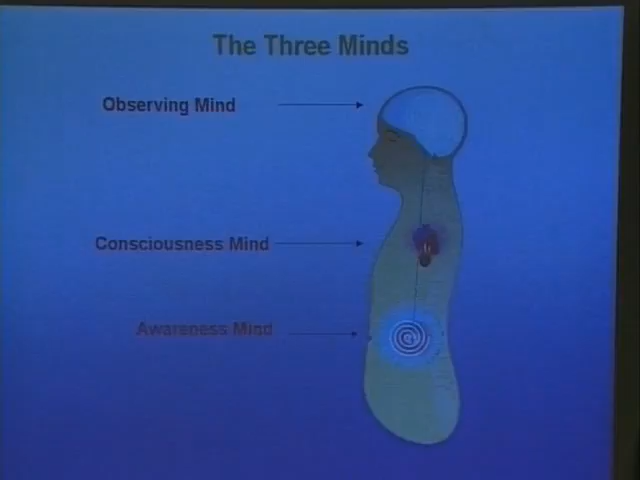 The Three Minds
Observing Mind
Consciousness Mind
Awareness Mind